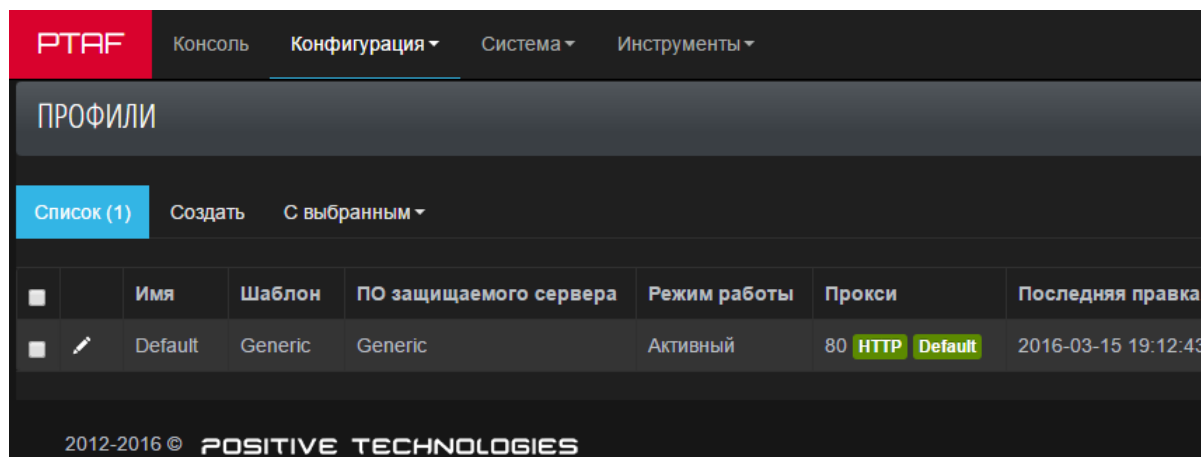 PTAF Консоль Конфигурация Система Инструменты
ПРОФИЛИ
Список (1) Создать С выбранным
Имя Шаблон ПО защищаемого сервера Режим работы Прокси Последняя правка
Default Generic Generic Активный 80 HTTP Default 2016-03-15 19:12:43
2012-2016 © POSITIVE TECHNOLOGIES